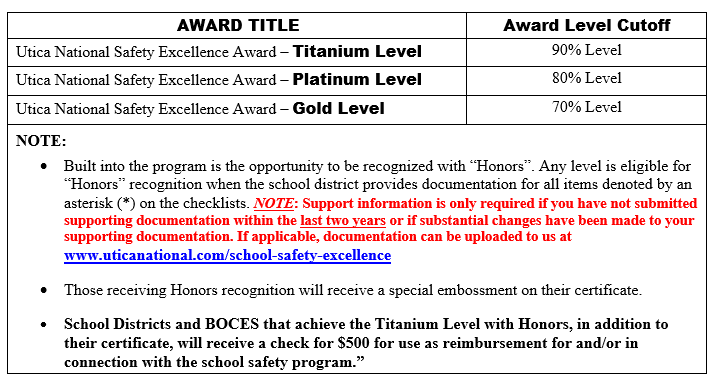 AWARD TITLE Award Level Cutoff
Utica National Safety Excellence Award – Titanium Level 90% Level
Utica National Safety Excellence Award – Platinum Level 80% Level
Utica National Safety Excellence Award – Gold Level 70% Level
NOTE:
• Built into the program is the opportunity to be recognized with “Honors”. Any level is eligible for
“Honors” recognition when the school district provides documentation for all items denoted by an
asterisk (*) on the checklists. NOTE: Support information is only required if you have not submitted
supporting documentation within the last two years or if substantial changes have been made to your
supporting documentation. If applicable, documentation can be uploaded to us at
www.uticanational.com/school-safety-excellence
• Those receiving Honors recognition will receive a special embossment on their certificate.
• School Districts and BOCES that achieve the Titanium Level with Honors, in addition to
their certificate, will receive a check for $500 for use as reimbursement for and/or in
connection with the school safety program.”